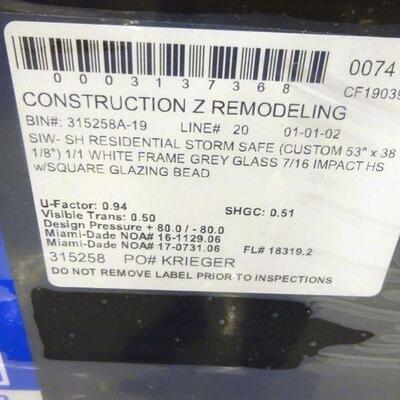 0003137368
0074
CF19039
CONSTRUCTION Z REMODELING
BIN#: 315258A-19 LINE# 20 01-01-02
SIW- SH RESIDENTIAL STORM SAFE (CUSTOM 53" x 38
1/8") 1/1 WHITE FRAME GREY GLASS 7/16 IMPACT HS
w/SQUARE GLAZING BEAD
U-Factor: 0.94 SHGC: 0.51
Visible Trans: 0.50
Design Pressure + 80.0 / - 80.0
Miami-Dade NOA# 16-1129.06
Miami-Dade NOA# 17-0731.06 FL# 18319.2
315258 PO# KRIEGER
DO NOT REMOVE LABEL PRIOR TO INSPECTIONS